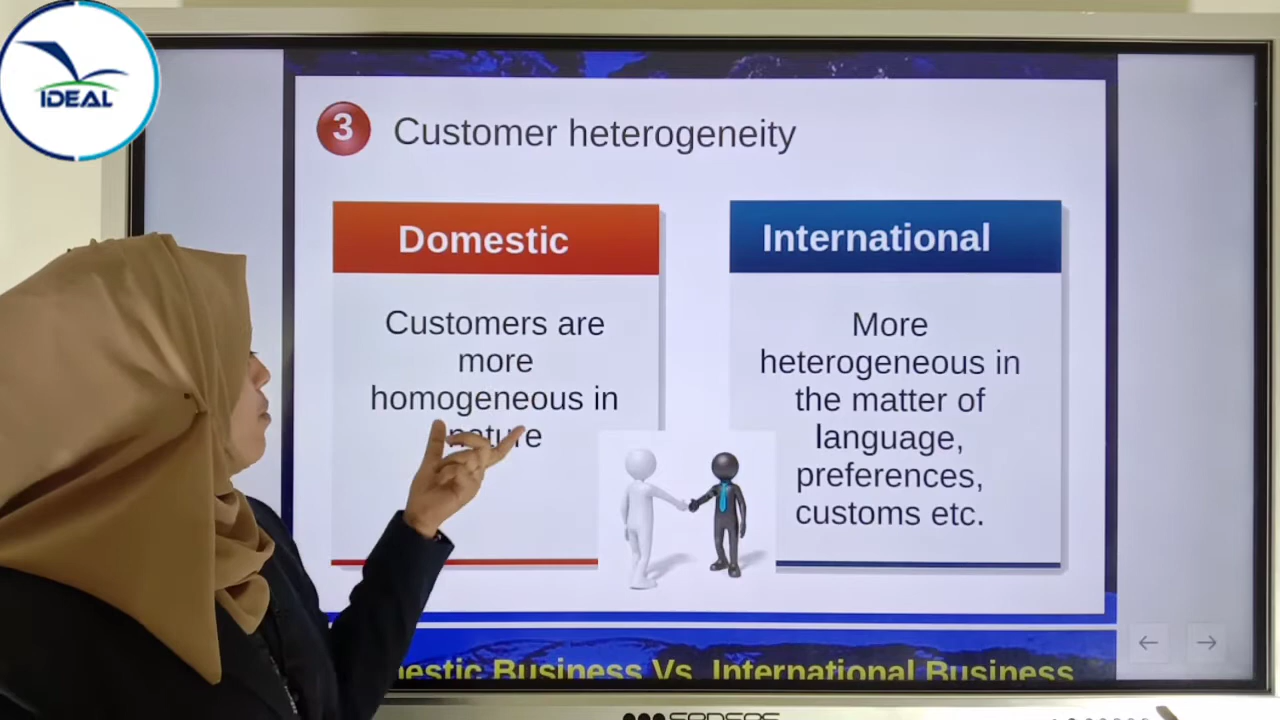 IDEAL
3 Customer heterogeneity
Domestic
Customers are
more
homogeneous in
nature
International
More
heterogeneous in
the matter of
language,
preferences,
customs etc.
Business Vs. International Business